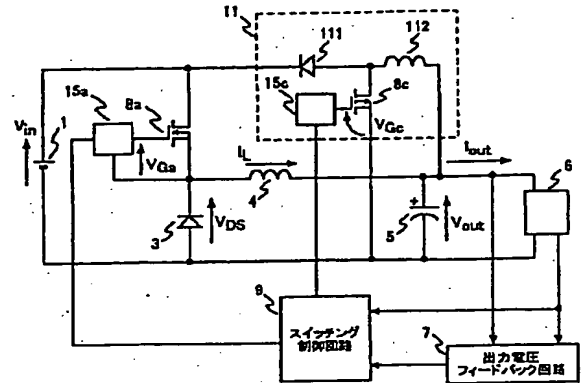 11
111
112
15a
8a
15c
8c
Vin
1
VGa
VGc
IL
4
Iout
6
3
VDS
5
+
Vout
9
スイッチング
制御回路
7
出力電圧
フィードバック回路